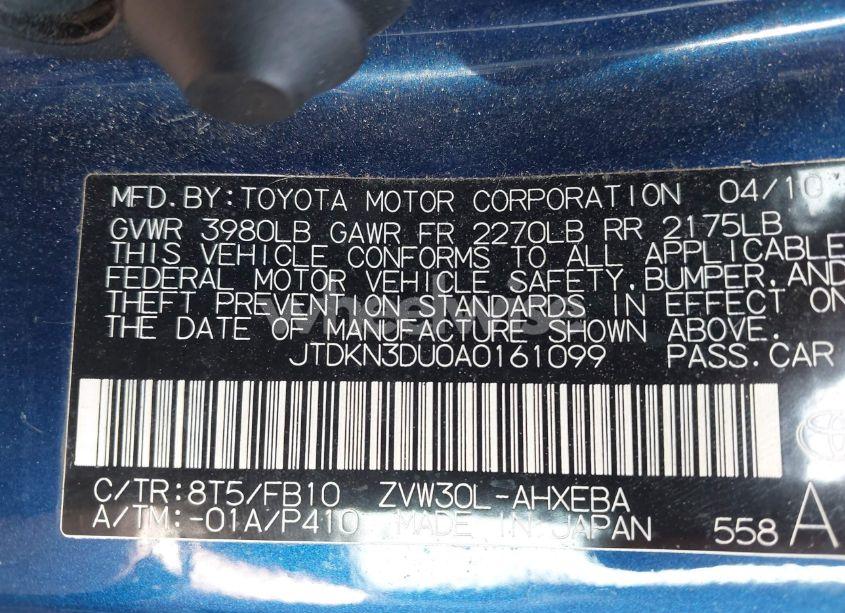 MFD.BY:TOYOTA MOTOR CORPORATION 04/10
GVWR 3980LB GAWR FR 2270LB RR 2175LB
THIS VEHICLE CONFORMS TO ALL APPLICABLE
FEDERAL MOTOR VEHICLE SAFETY,BUMPER,AND
THEFT PREVENTION STANDARDS IN EFFECT ON
THE DATE OF MANUFACTURE SHOWN ABOVE.
JTDKN3DU0A0161099 PASS.CAR
C/TR:8T5/FB10 ZVW30L-AHXEBA
A/TM:-01A/P410 MADE IN JAPAN 558 A